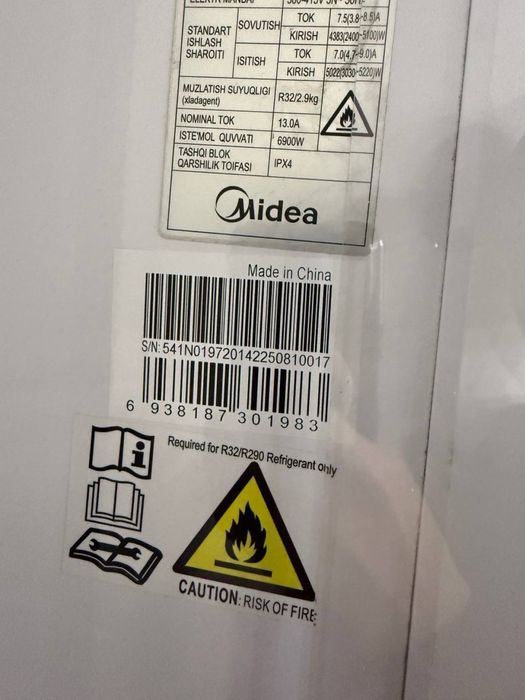 STANDART ISHLASH SHAROITI
SOVUTISH
TOK 7.5(3.8~8.5)A
KIRISH 4383(2400~5100)W
ISITISH
TOK 7.0(4.7~9.0)A
KIRISH 5022(3030~5220)W
MUZLATISH SUYUQLIGI (xladagent) R32/2.9kg
NOMINAL TOK 13.0A
ISTE'MOL QUVVATI 6900W
TASHQI BLOK QARSHILIK TOIFASI IPX4
Midea
Made in China
S/N: 541N019720142250810017
6 938187 301983
Required for R32/R290 Refrigerant only
CAUTION: RISK OF FIRE